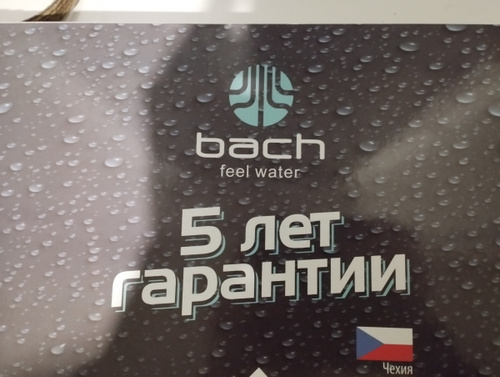 bach
feel water
5 лет
гарантии
Чехия